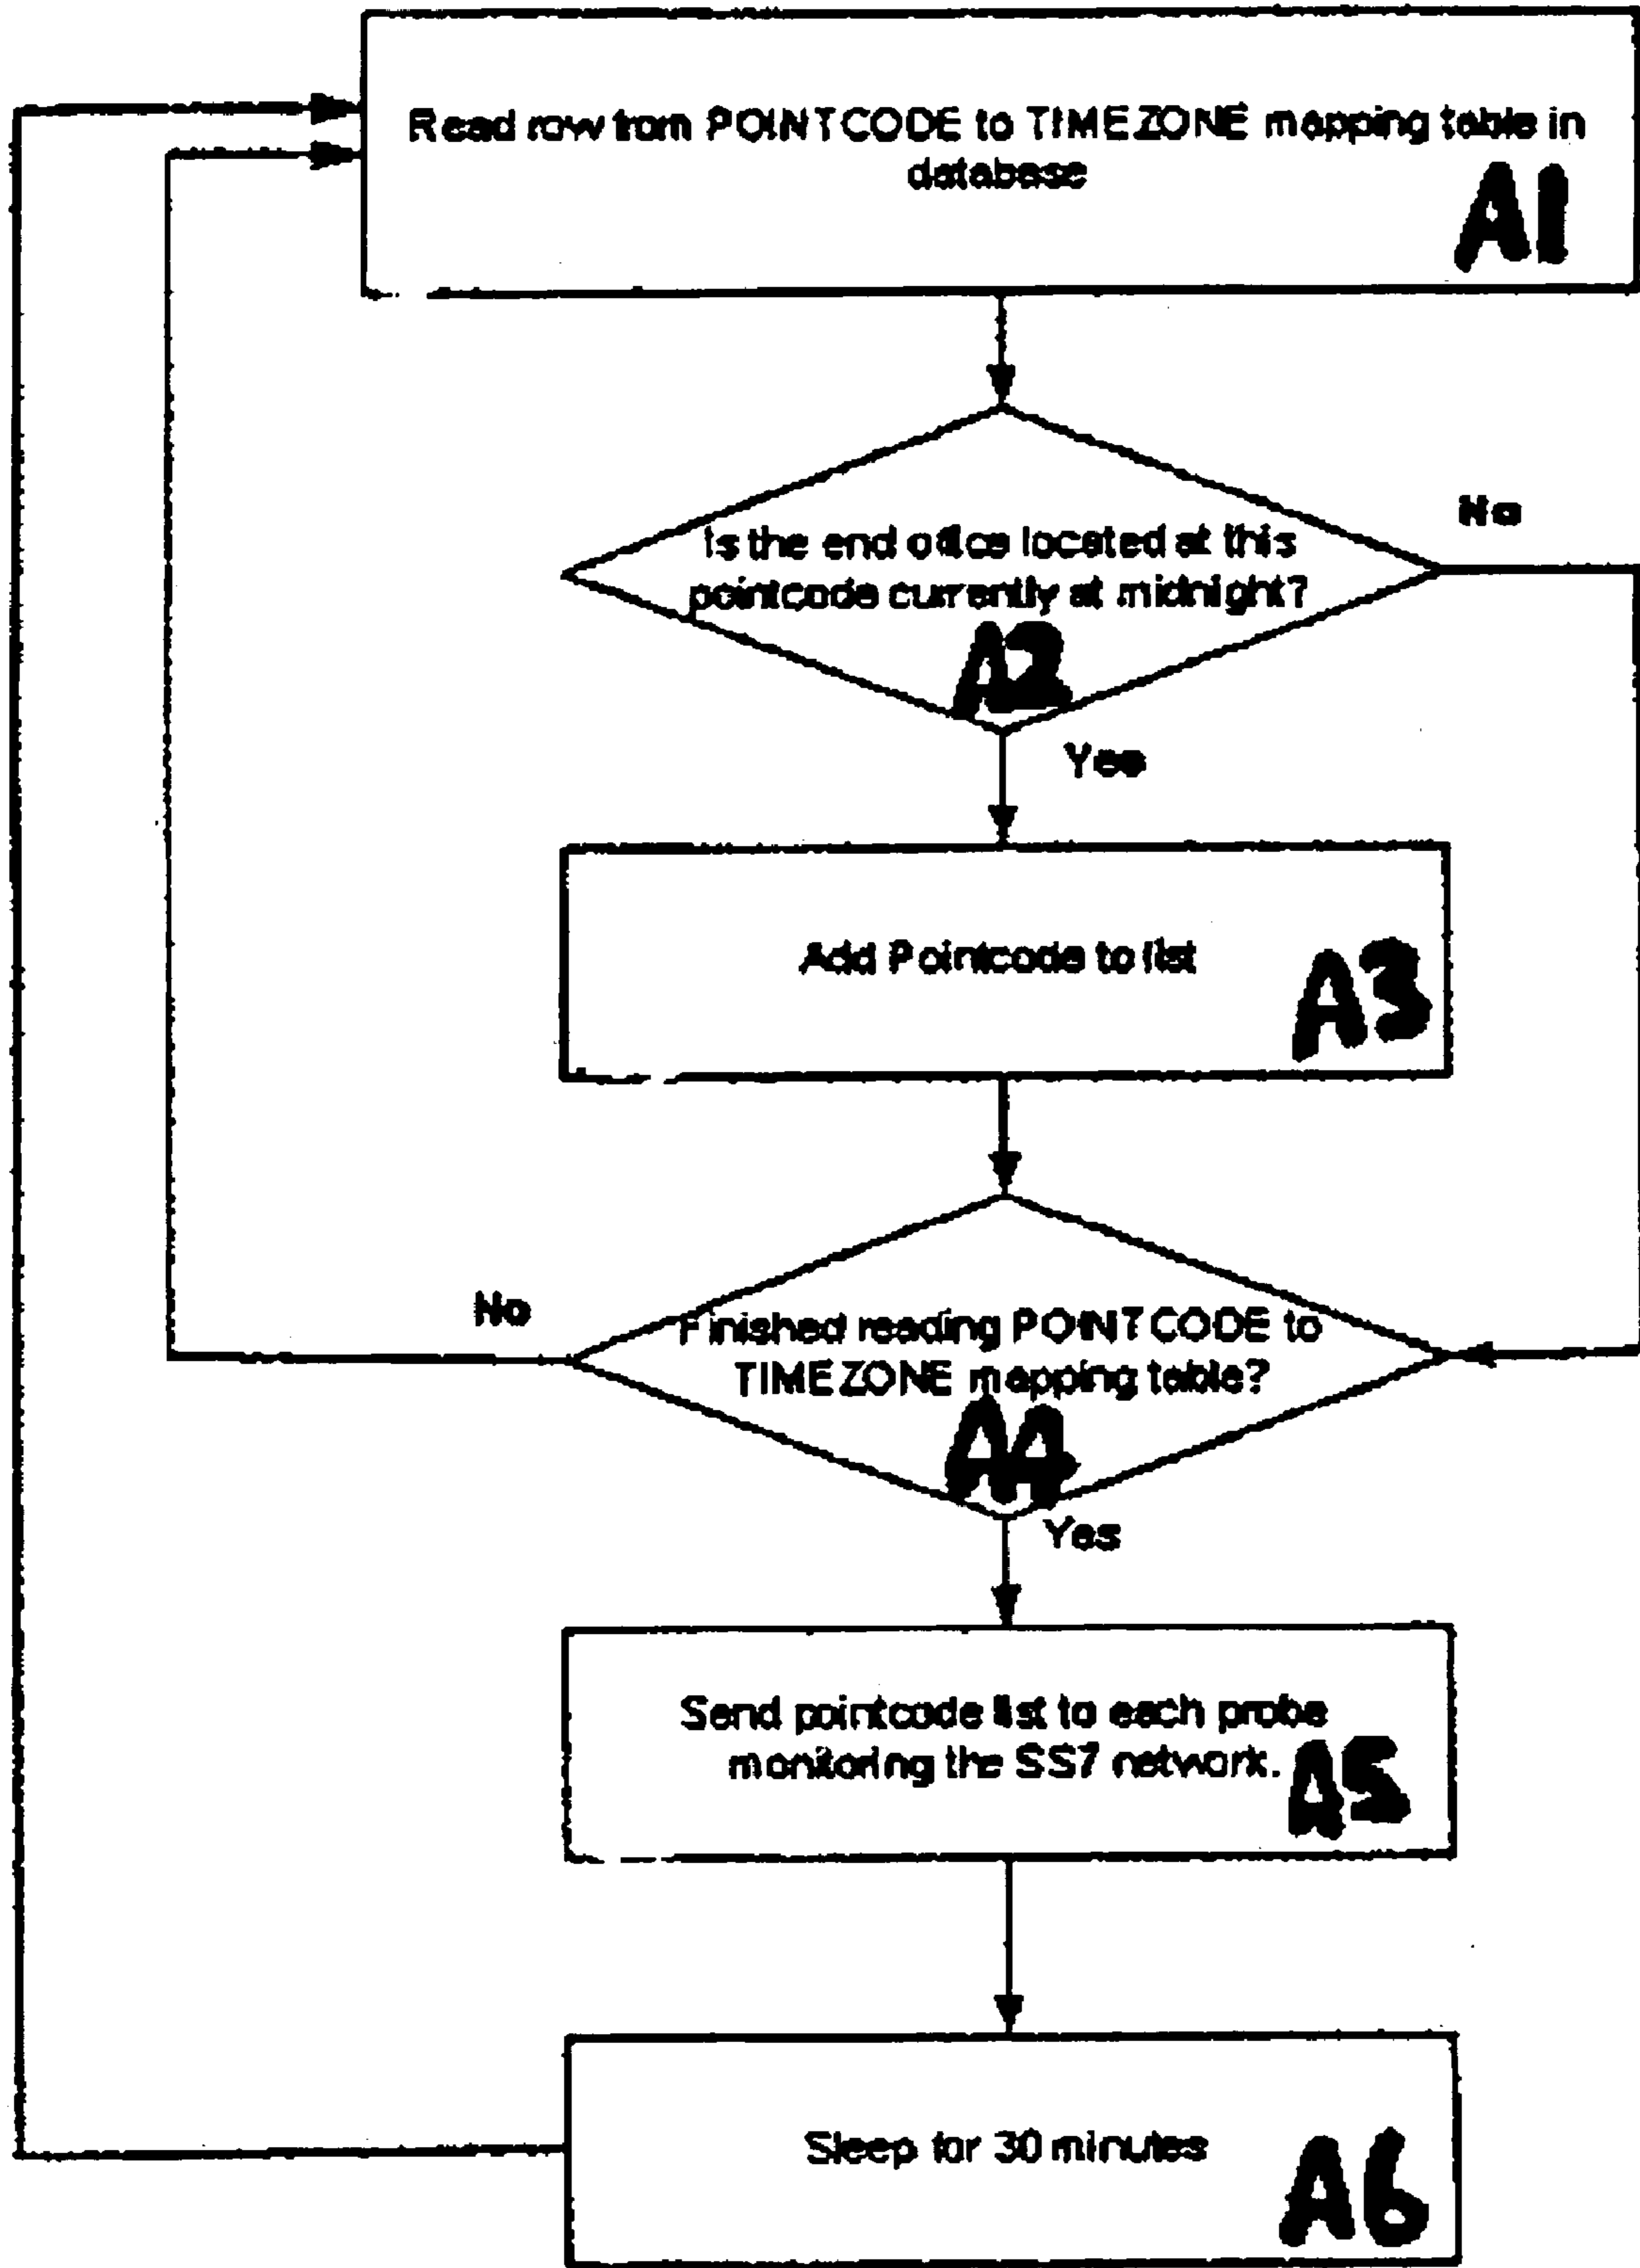 Read row from POINTCODE to TIMEZONE mapping table in
database
A1
No
Is the end office located at this
pointcode currently at midnight?
A2
Yes
Add Pointcode to list
A3
No
Finished reading POINTCODE to
TIMEZONE mapping table?
A4
Yes
Send pointcode list to each probe
monitoring the SS7 network.
A5
Sleep for 30 minutes
A6